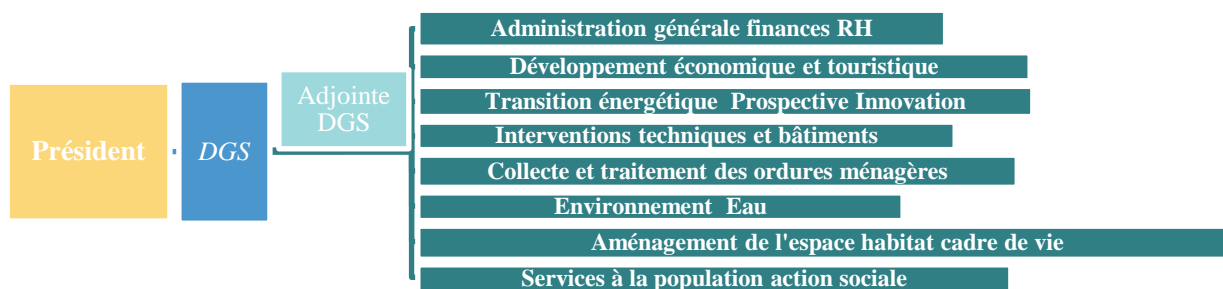 Président
DGS
Adjointe
DGS
Administration générale finances RH
Développement économique et touristique
Transition énergétique Prospective Innovation
Interventions techniques et bâtiments
Collecte et traitement des ordures ménagères
Environnement Eau
Aménagement de l'espace habitat cadre de vie
Services à la population action sociale